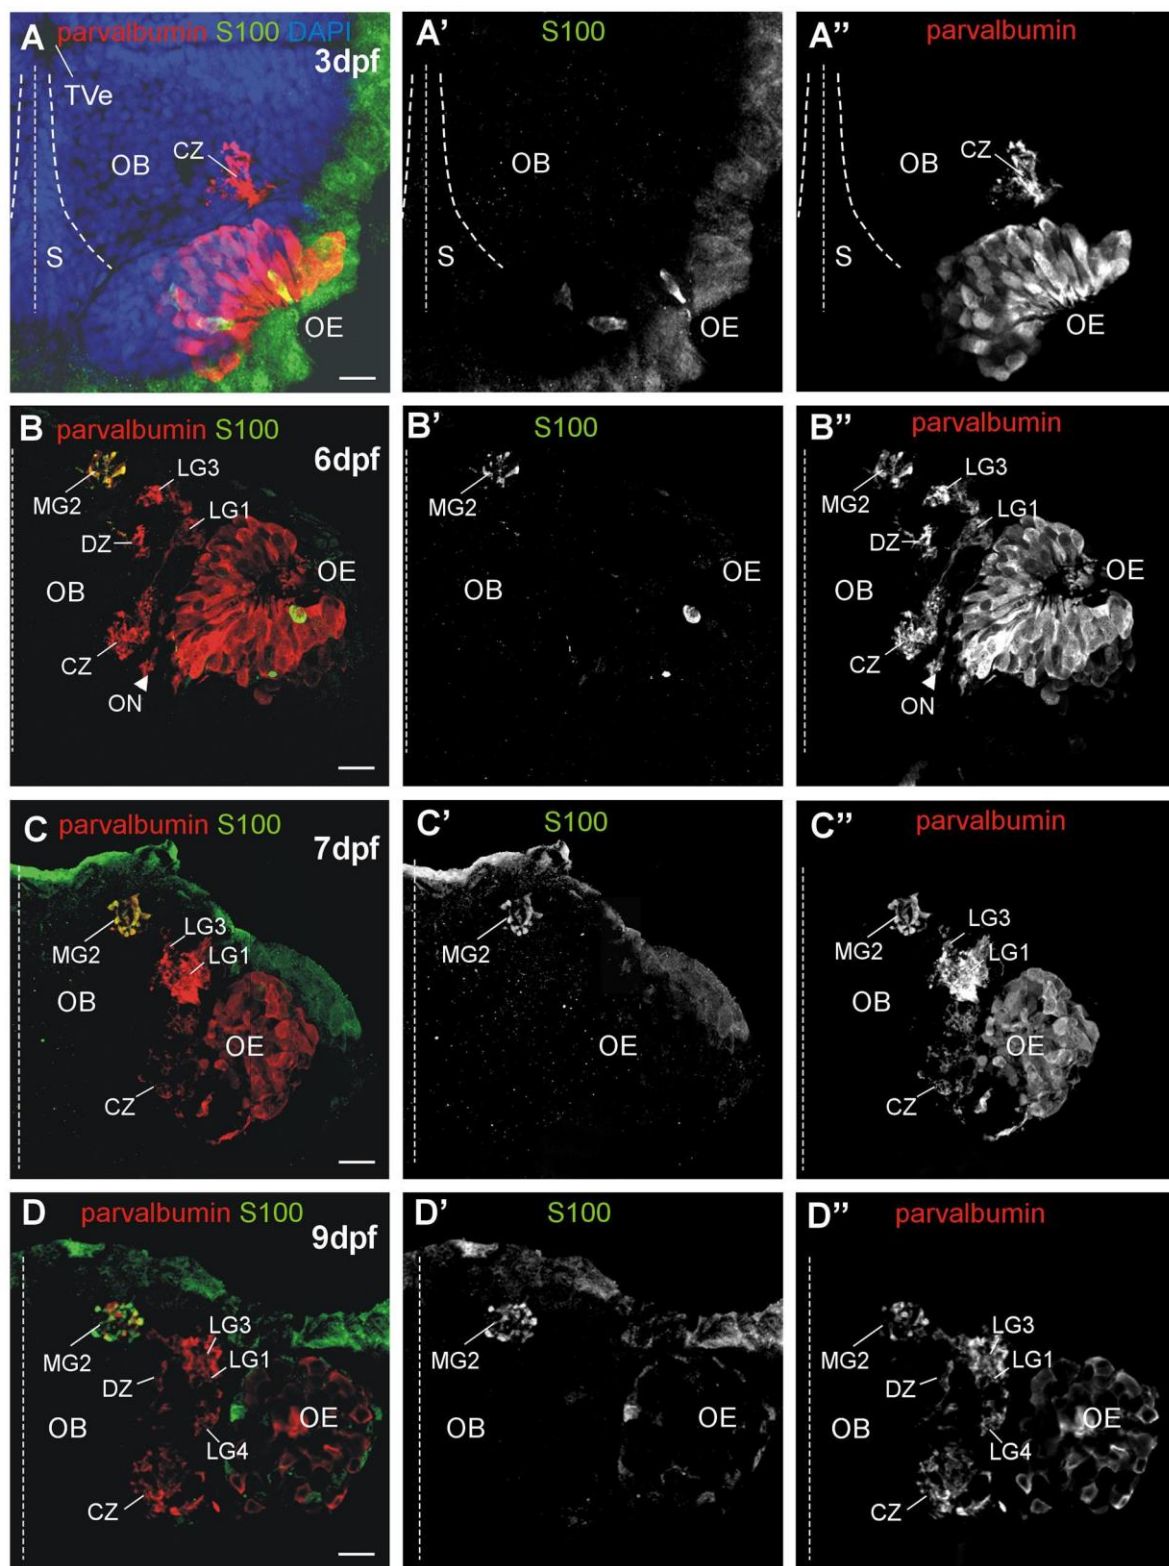 A parvalbumin S100 DAPI
3dpf
TVe
OB
CZ
S
OE
A' S100
OB
S
OE
A" parvalbumin
OB
CZ
S
OE
B parvalbumin S100
6dpf
LG3
MG2
LG1
DZ
OE
OB
CZ
ON
B' S100
MG2
OB
OE
B" parvalbumin
LG3
MG2
LG1
DZ
OE
OB
CZ
ON
C parvalbumin S100
7dpf
LG3
MG2
LG1
OB
OE
CZ
C' S100
MG2
OB
OE
C" parvalbumin
LG3
MG2
LG1
OB
OE
CZ
D parvalbumin S100
9dpf
LG3
MG2
LG1
DZ
OB
OE
LG4
CZ
D' S100
MG2
OB
OE
D" parvalbumin
LG3
MG2
LG1
DZ
OB
OE
LG4
CZ